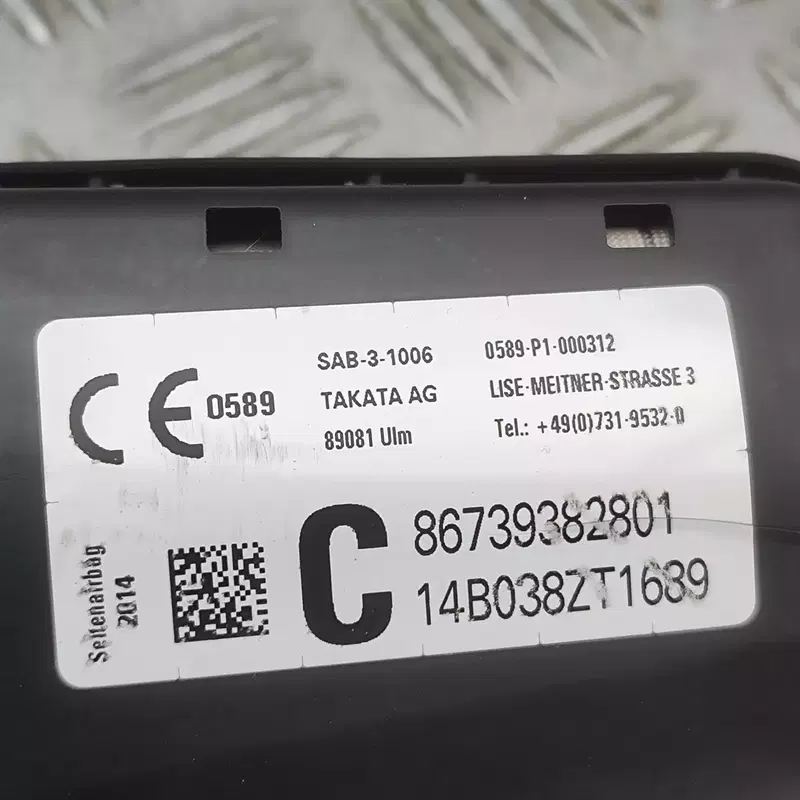 CE 0589
SAB-3-1006
TAKATA AG
89081 Ulm
0589-P1-000312
LISE-MEITNER-STRASSE 3
Tel.: +49(0)731-9532-0
Seitenairbag
2014
C
86739382801
14B038ZT1639